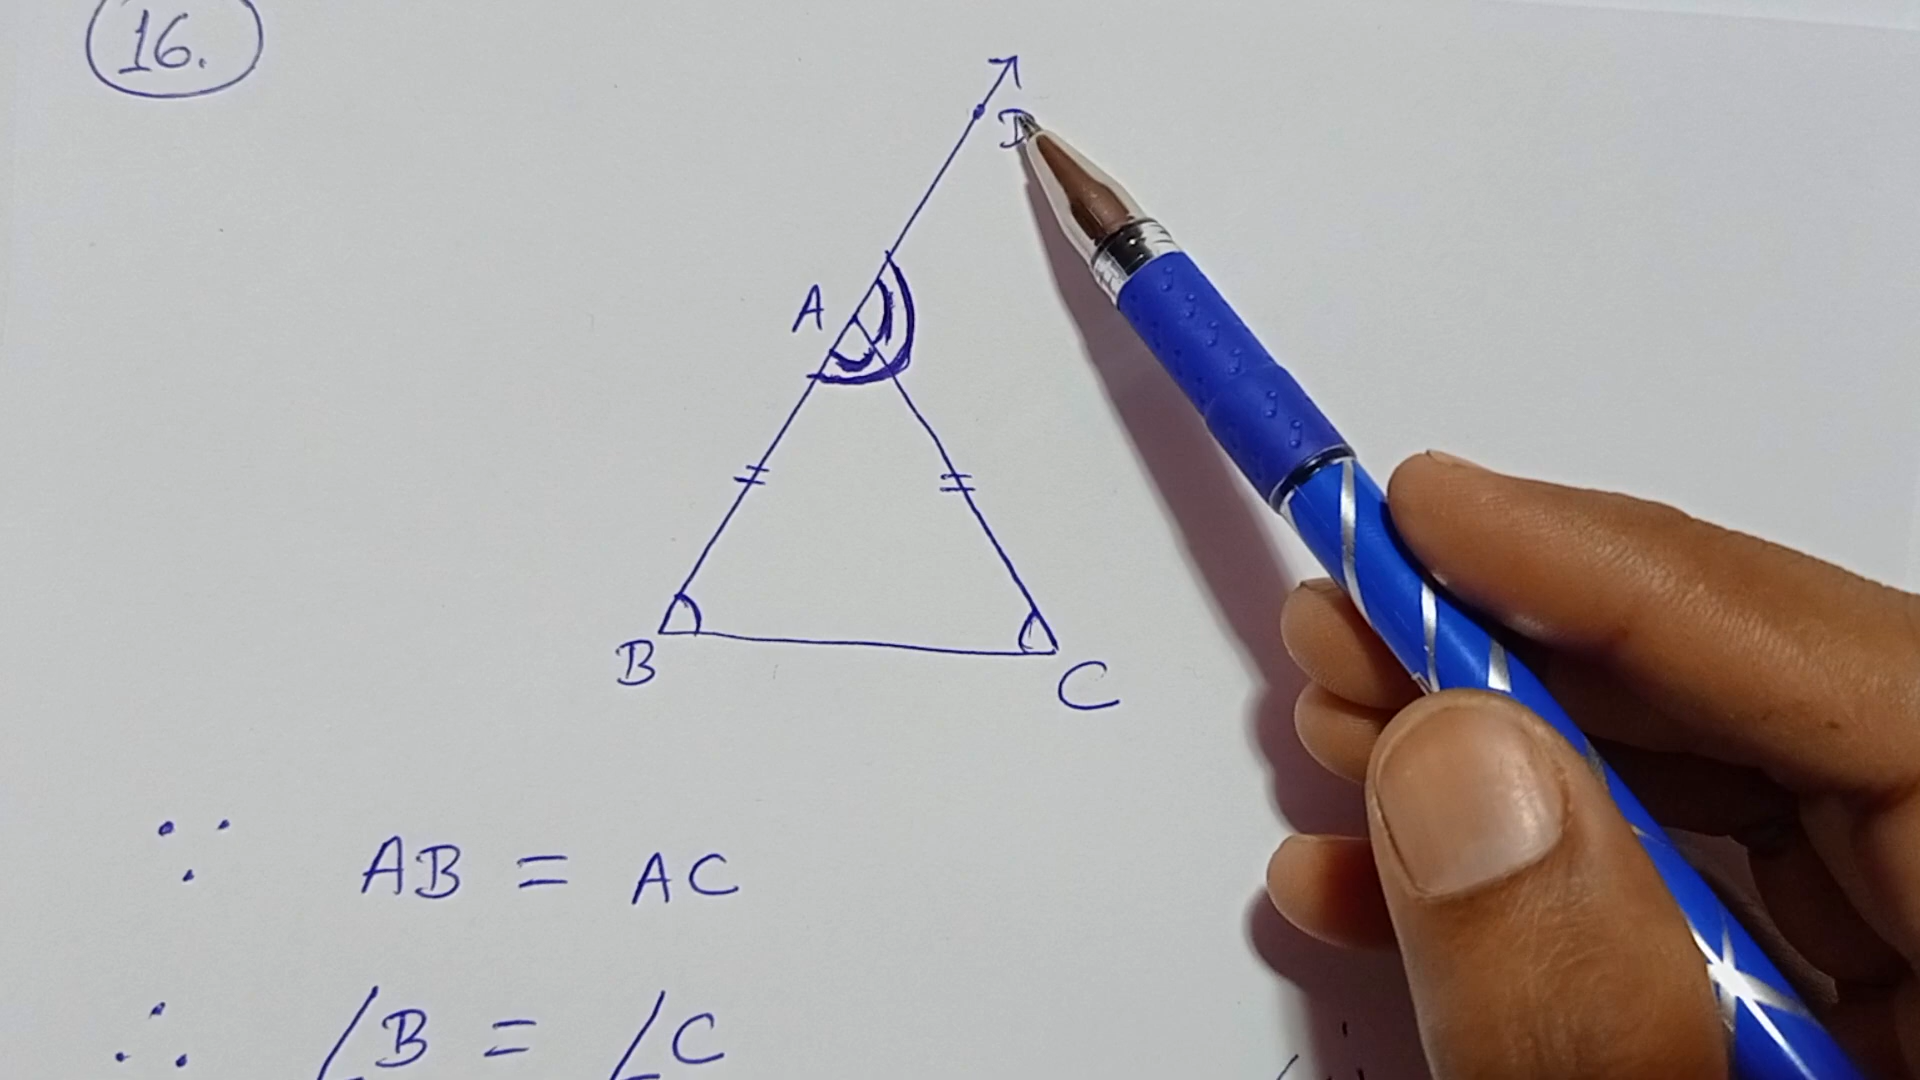 16.
D
A
B
C
∵ AB = AC
∴ ∠B = ∠C